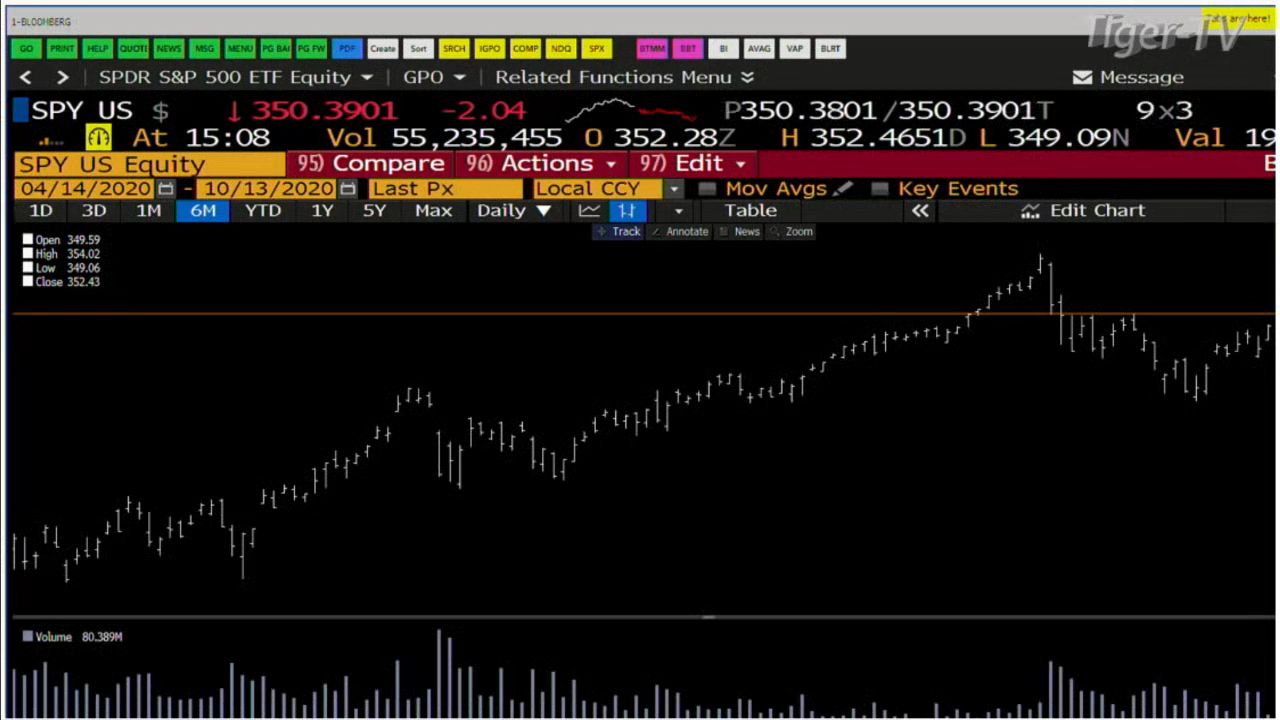 1-BLOOMBERG
Tabs are here!
Tiger-TV
GO PRINT HELP QUOTE NEWS MSG MENU PG BAC PG FW PDF Create Sort SRCH IGPO COMP NDQ SPX BTMM BBT BI AVAG VAP BLRT
< > SPDR S&P 500 ETF Equity GPO Related Functions Menu Message
SPY US $ ↓ 350.3901 -2.04 P350.3801/350.3901T 9×3
At 15:08 Vol 55,235,455 O 352.28Z H 352.4651D L 349.09N Val 19
SPY US Equity 95) Compare 96) Actions 97) Edit
04/14/2020 - 10/13/2020 Last Px Local CCY Mov Avgs Key Events
1D 3D 1M 6M YTD 1Y 5Y Max Daily ▼ Table « Edit Chart
Track Annotate News Zoom
Open 349.59
High 354.02
Low 349.06
Close 352.43
Volume 80.389M